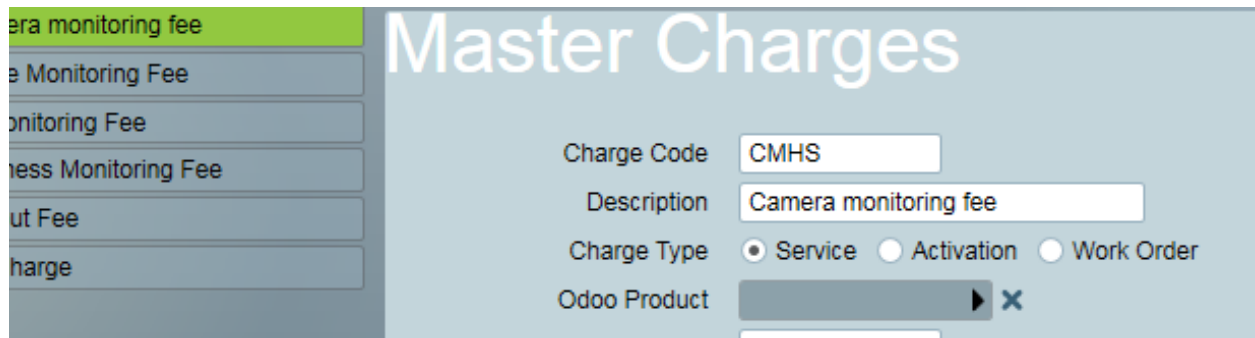 monitoring fee
Monitoring Fee
Monitoring Fee
Monitoring Fee
Fee
Master Charges
Charge Code CMHS
Description Camera monitoring fee
Charge Type Service Activation Work Order
Odoo Product